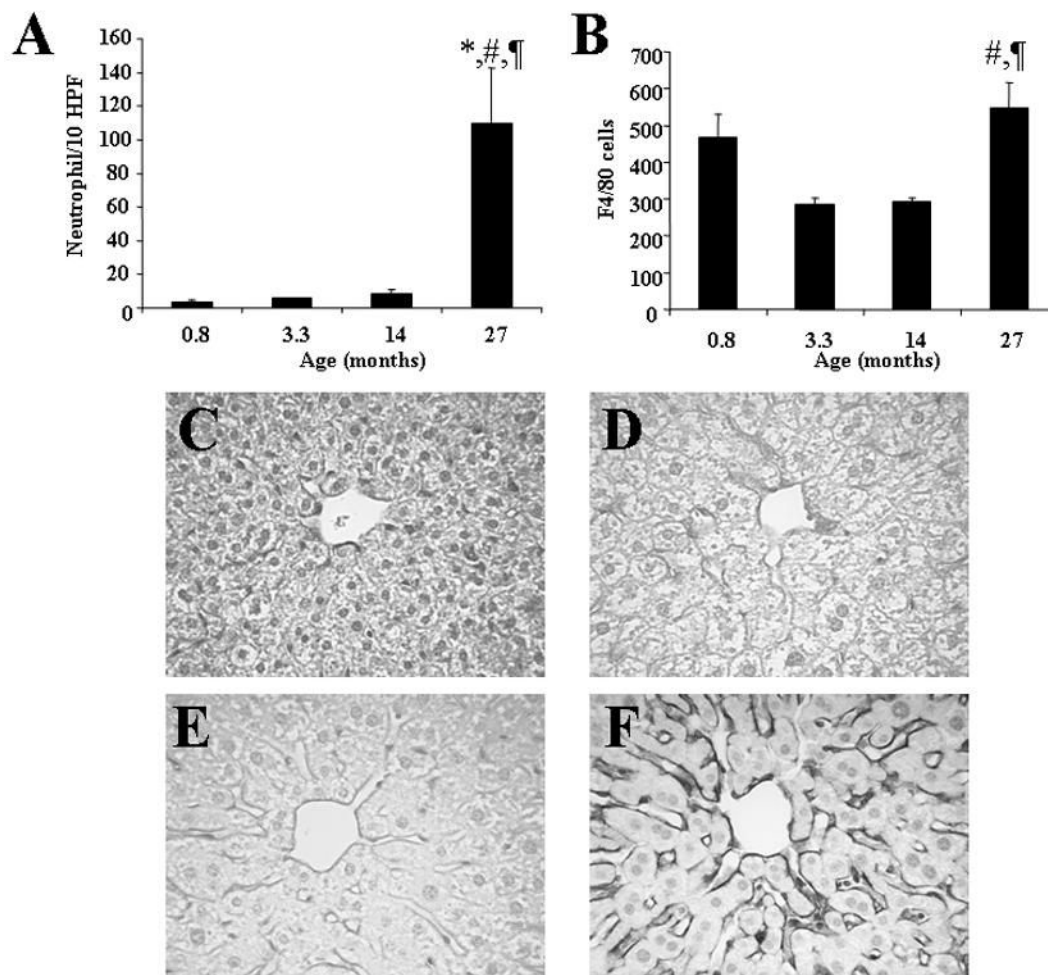 A
Neutrophil/10 HPF
160
140
120
100
80
60
40
20
0
*,#,¶
0.8 3.3 14 27
Age (months)
B
F4/80 cells
700
600
500
400
300
200
100
0
#,¶
0.8 3.3 14 27
Age (months)
C
D
E
F